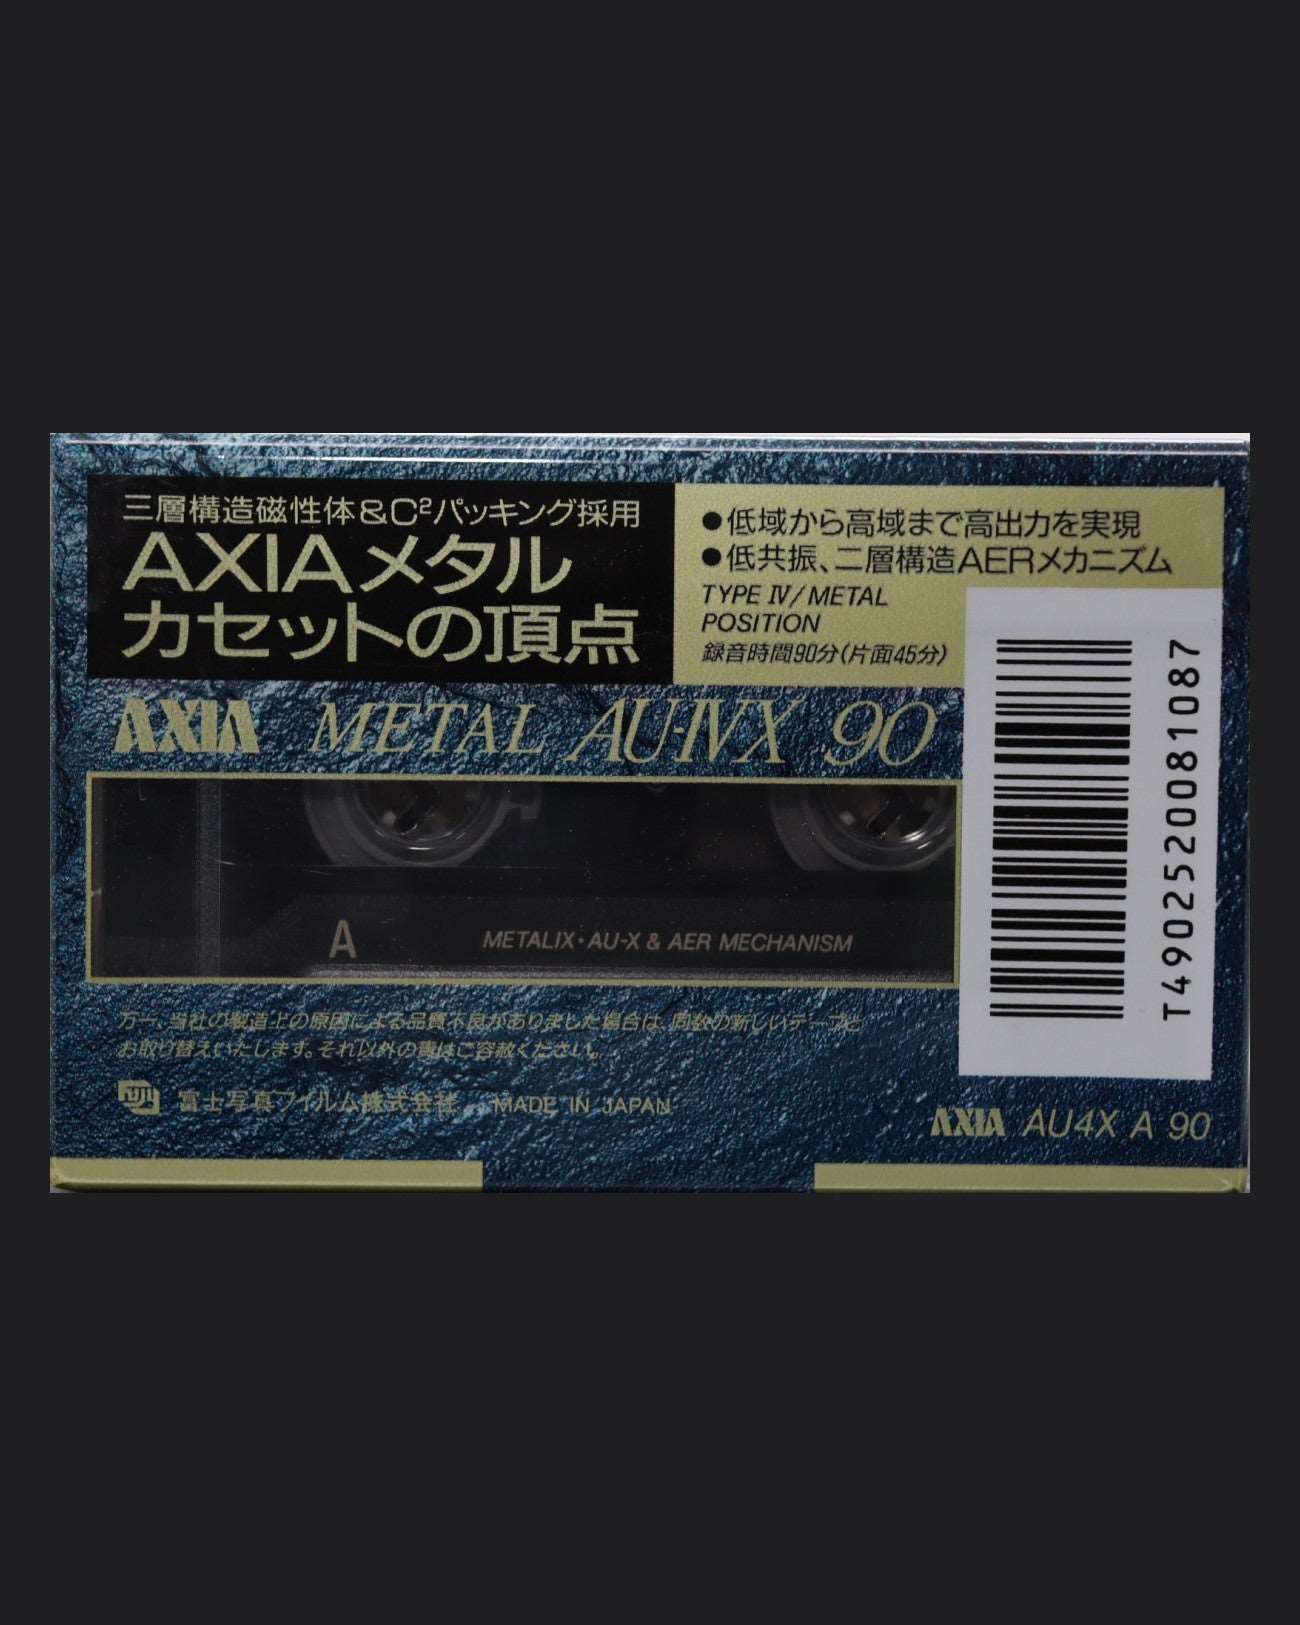 三層構造磁性体&C²パッキング採用
AXIAメタル
カセットの頂点
●低域から高域まで高出力を実現
●低共振、二層構造AERメカニズム
TYPE Ⅳ/METAL
POSITION
録音時間90分(片面45分)
AXIA METAL AU-IVX 90
T4902520081087
A
METALIX・AU-X & AER MECHANISM
万一、当社の製造上の原因による品質不良がありました場合は、同数の新しいテープと
お取り替えいたします。それ以外の責はご容赦ください。
FUJI 富士写真フイルム株式会社 MADE IN JAPAN
AXIA AU4X A 90